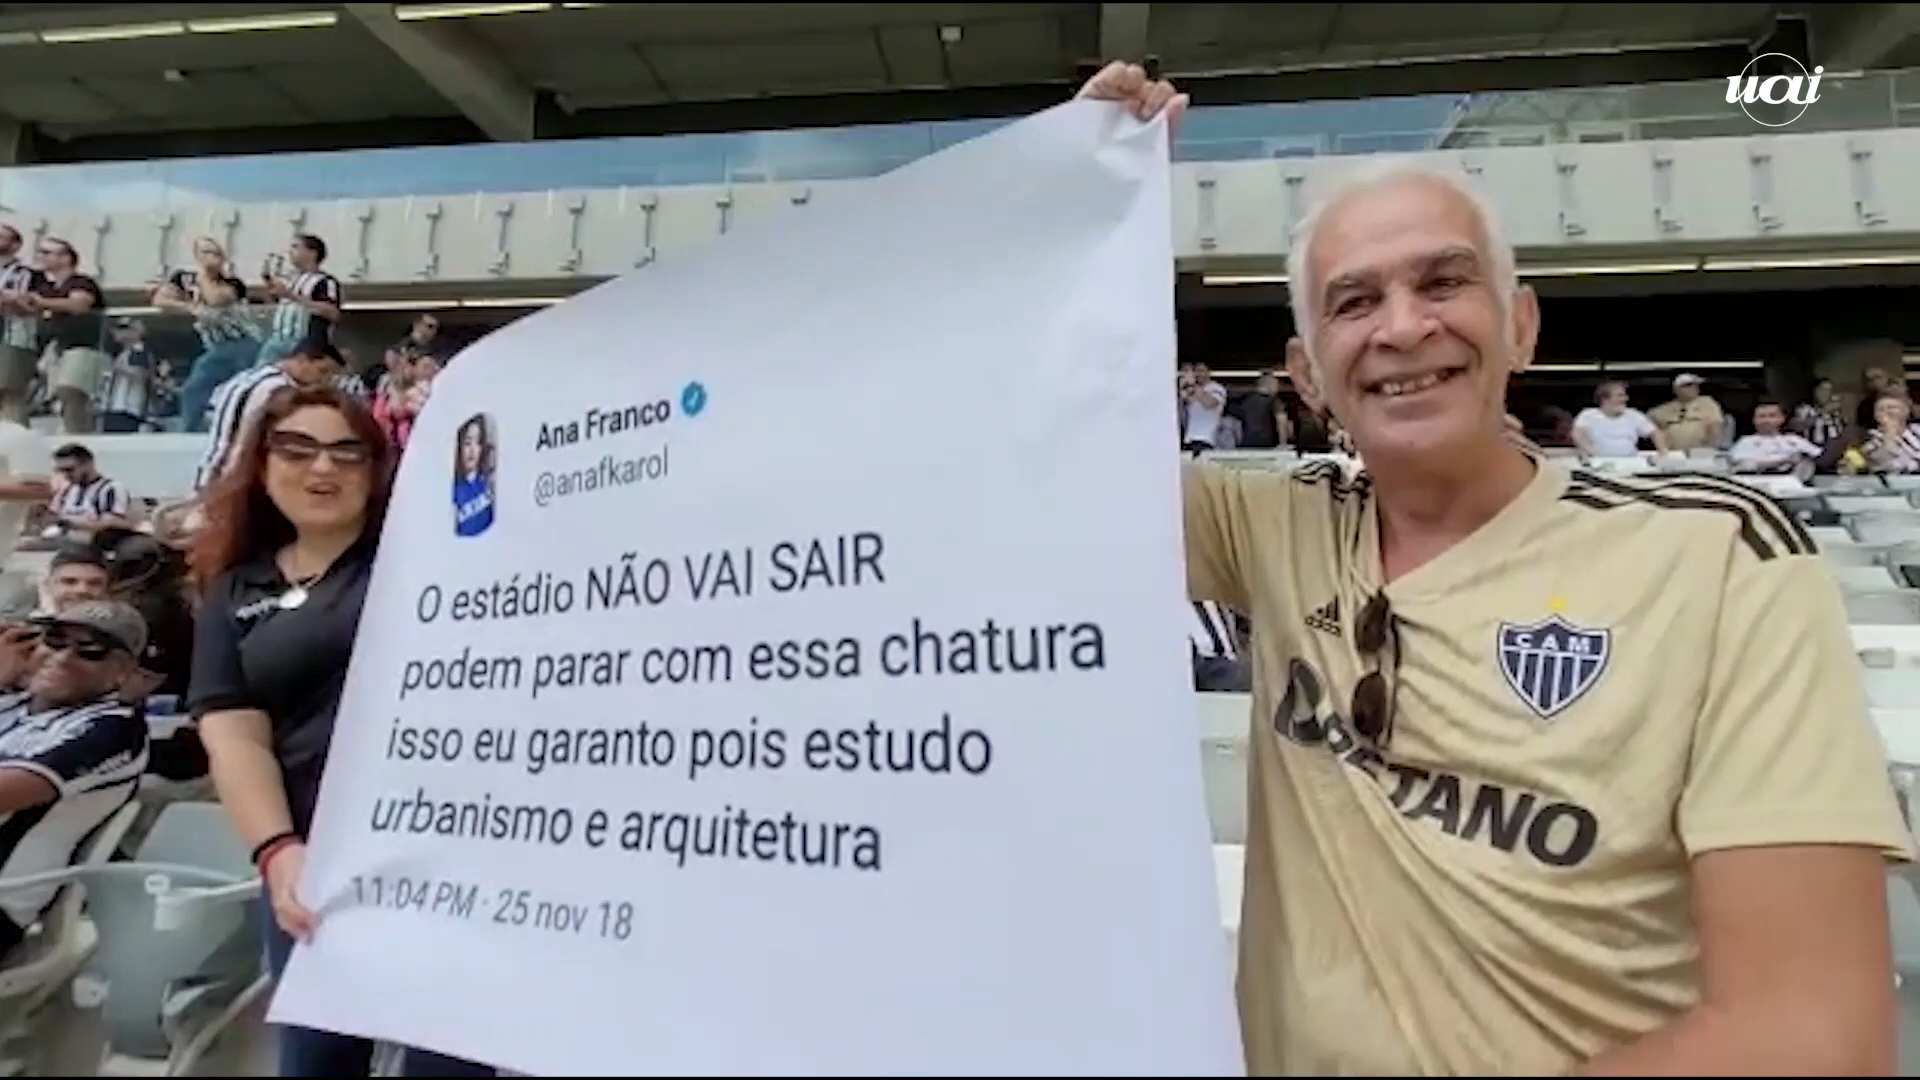 uai
Ana Franco
@anafkarol
O estádio NÃO VAI SAIR
podem parar com essa chatura
isso eu garanto pois estudo
urbanismo e arquitetura
11:04 PM · 25 nov 18
CAM
BETANO